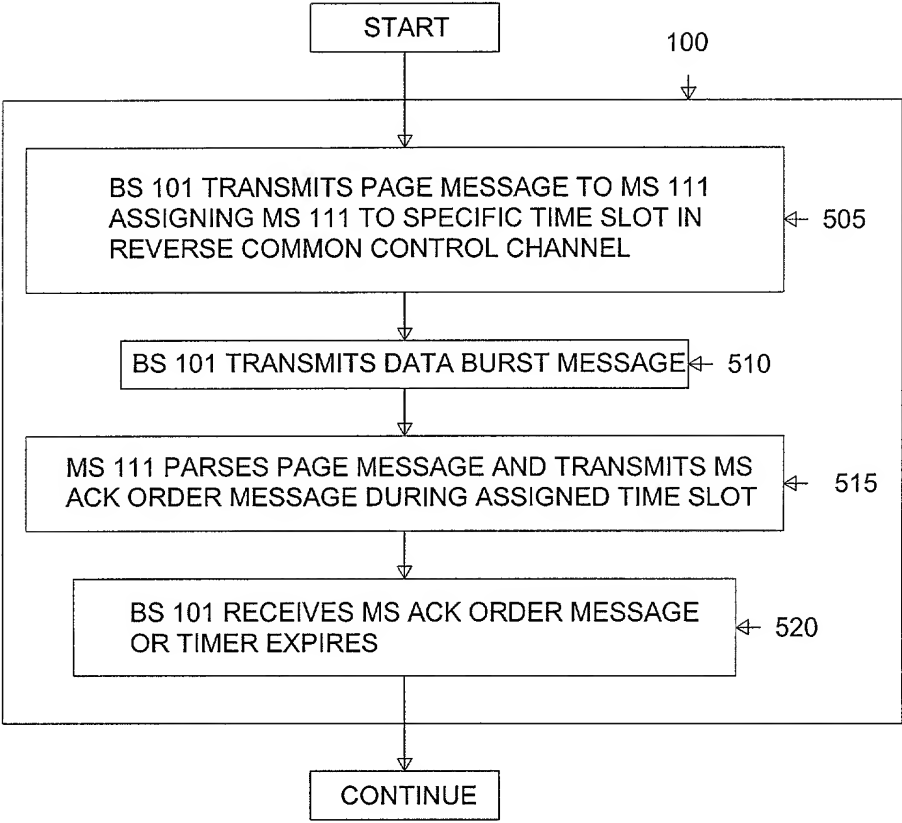 START
100
BS 101 TRANSMITS PAGE MESSAGE TO MS 111
ASSIGNING MS 111 TO SPECIFIC TIME SLOT IN
REVERSE COMMON CONTROL CHANNEL
505
BS 101 TRANSMITS DATA BURST MESSAGE
510
MS 111 PARSES PAGE MESSAGE AND TRANSMITS MS
ACK ORDER MESSAGE DURING ASSIGNED TIME SLOT
515
BS 101 RECEIVES MS ACK ORDER MESSAGE
OR TIMER EXPIRES
520
CONTINUE